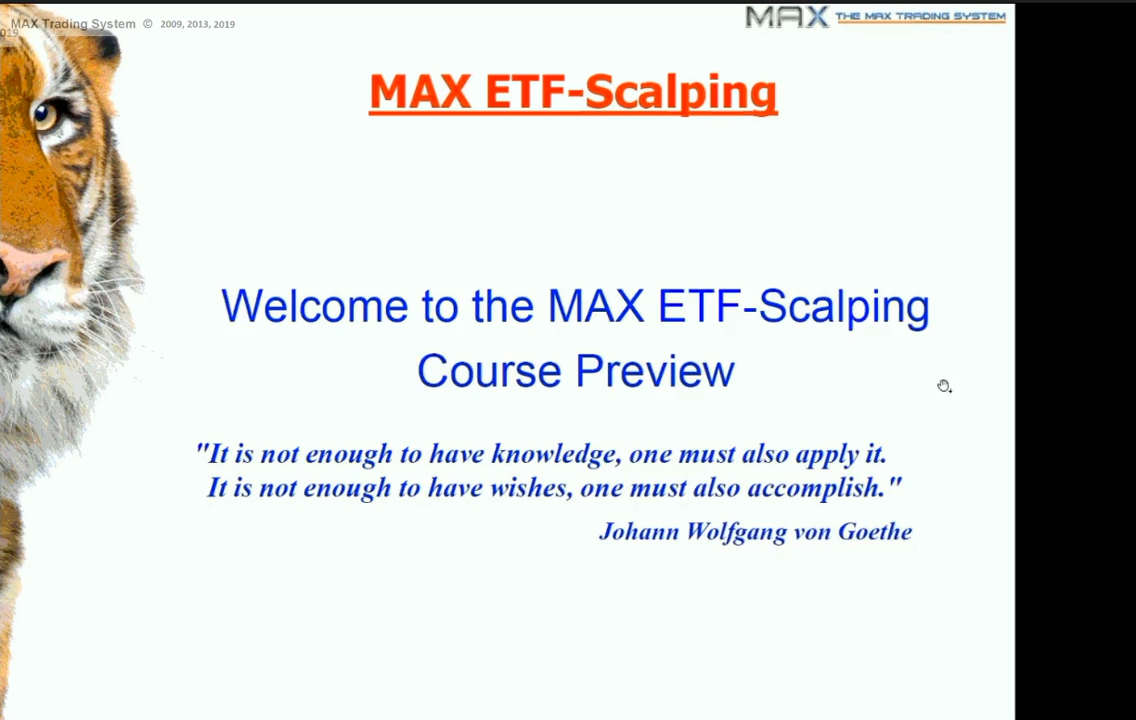 MAX Trading System © 2009, 2013, 2019
019
MAX THE MAX TRADING SYSTEM
MAX ETF-Scalping
Welcome to the MAX ETF-Scalping
Course Preview
"It is not enough to have knowledge, one must also apply it.
It is not enough to have wishes, one must also accomplish."
Johann Wolfgang von Goethe